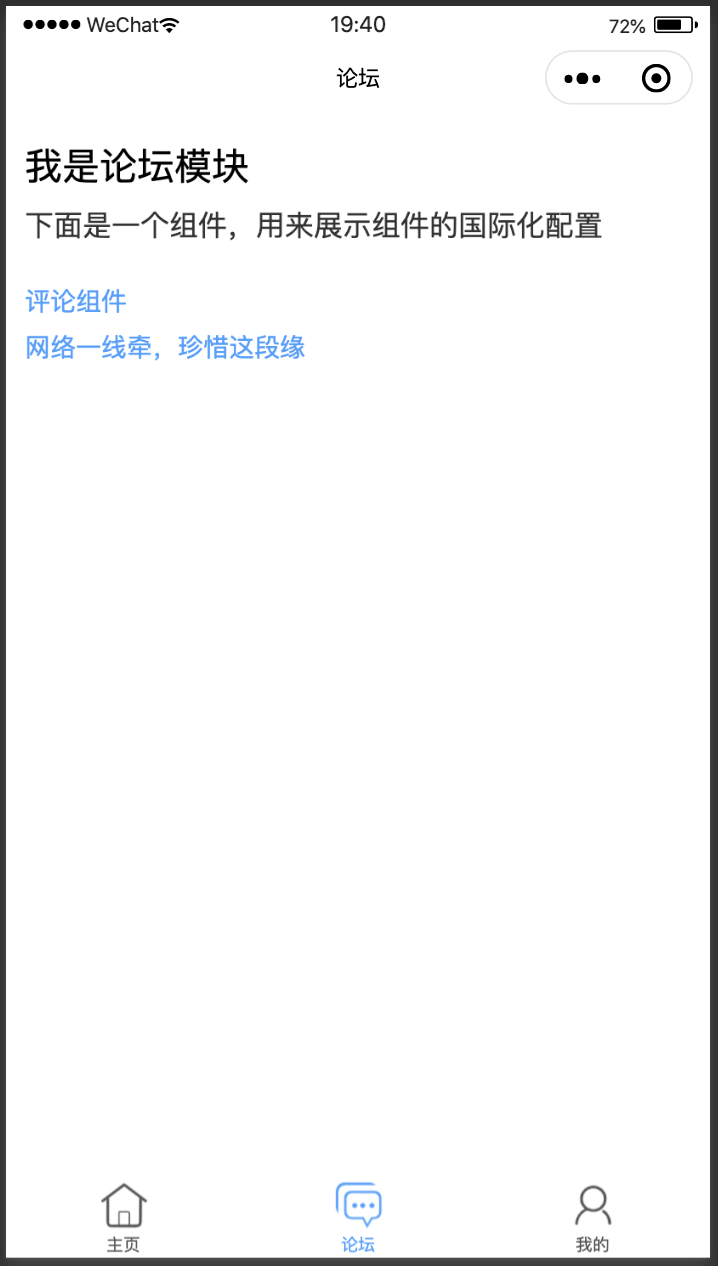 WeChat
19:40
72%
论坛
我是论坛模块
下面是一个组件，用来展示组件的国际化配置
评论组件
网络一线牵，珍惜这段缘
主页
论坛
我的